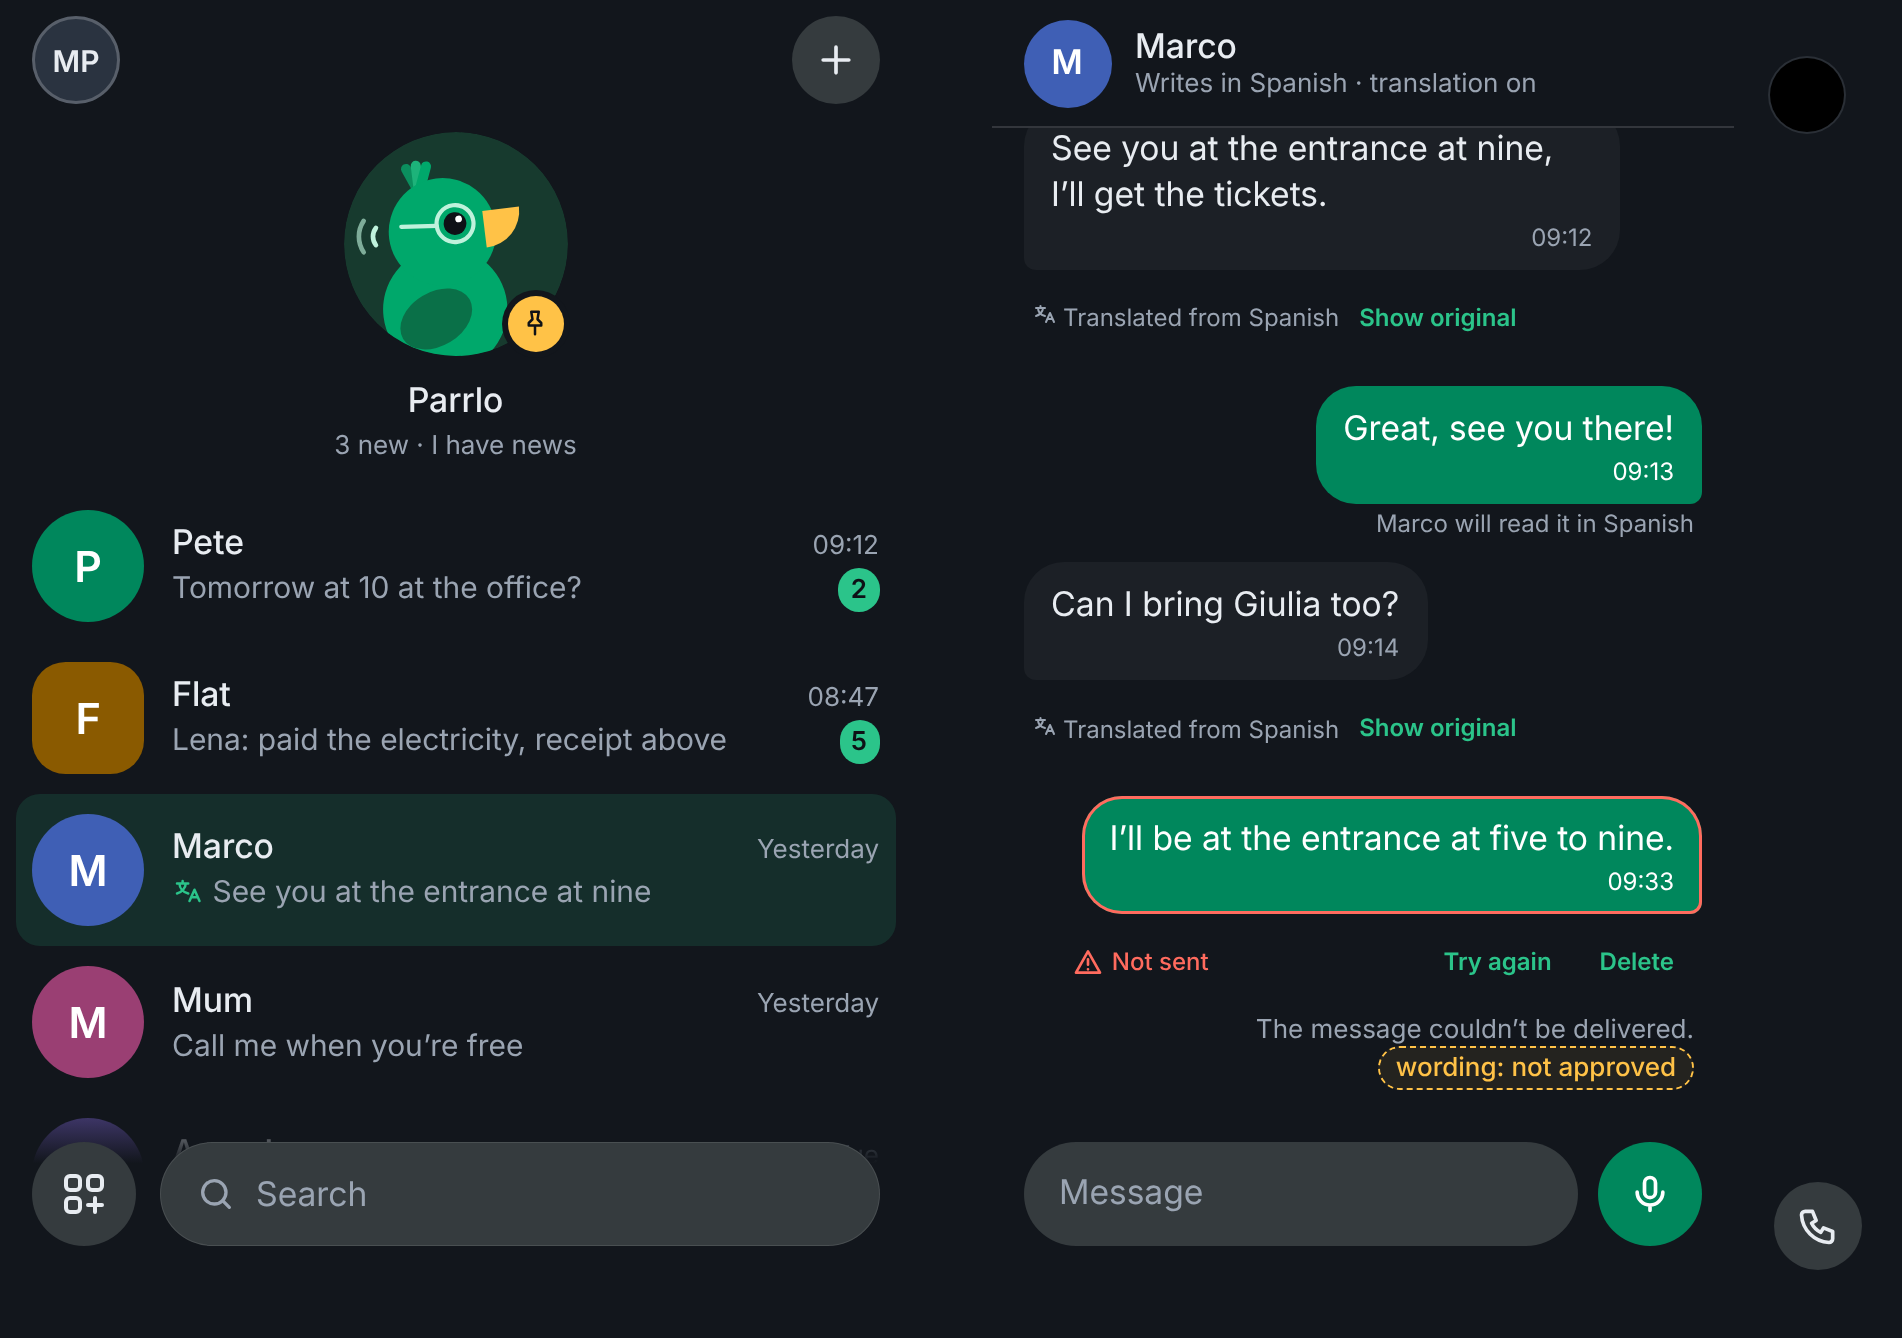 MP
Parrlo
3 new · I have news
P
Pete
09:12
Tomorrow at 10 at the office?
2
F
Flat
08:47
Lena: paid the electricity, receipt above
5
M
Marco
Yesterday
See you at the entrance at nine
M
Mum
Yesterday
Call me when you’re free
Search
M
Marco
Writes in Spanish · translation on
See you at the entrance at nine,
I’ll get the tickets.
09:12
Translated from Spanish Show original
Great, see you there!
09:13
Marco will read it in Spanish
Can I bring Giulia too?
09:14
Translated from Spanish Show original
I’ll be at the entrance at five to nine.
09:33
Not sent Try again Delete
The message couldn’t be delivered.
wording: not approved
Message